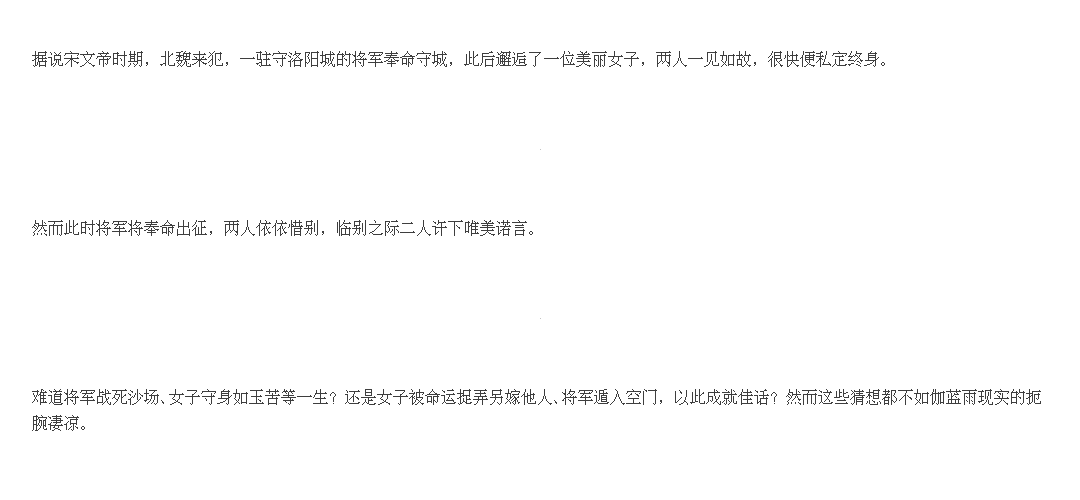 据说宋文帝时期，北魏来犯，一驻守洛阳城的将军奉命守城，此后邂逅了一位美丽女子，两人一见如故，很快便私定终身。
然而此时将军将奉命出征，两人依依惜别，临别之际二人许下唯美诺言。
难道将军战死沙场、女子守身如玉苦等一生？还是女子被命运捉弄另嫁他人、将军遁入空门，以此成就佳话？然而这些猜想都不如伽蓝雨现实的扼
腕凄凉。